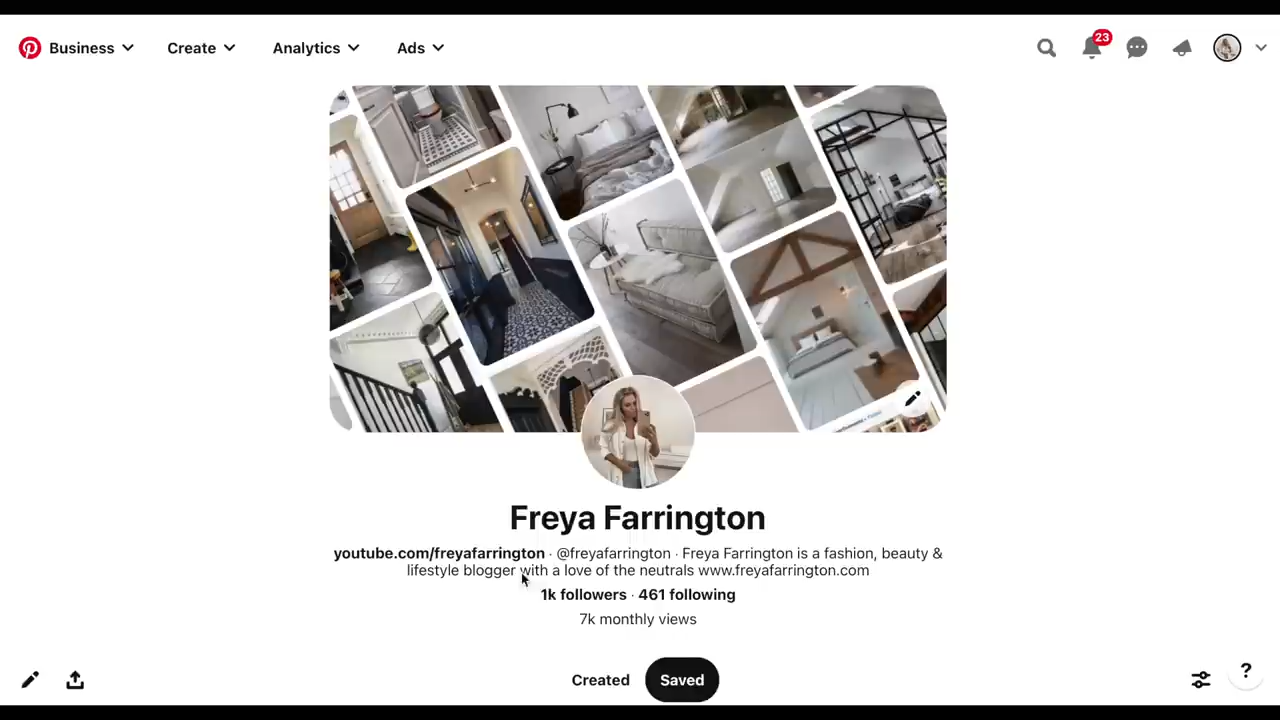 Business
Create
Analytics
Ads
23
Freya Farrington
youtube.com/freyafarrington · @freyafarrington · Freya Farrington is a fashion, beauty &
lifestyle blogger with a love of the neutrals www.freyafarrington.com
1k followers · 461 following
7k monthly views
Created
Saved
?